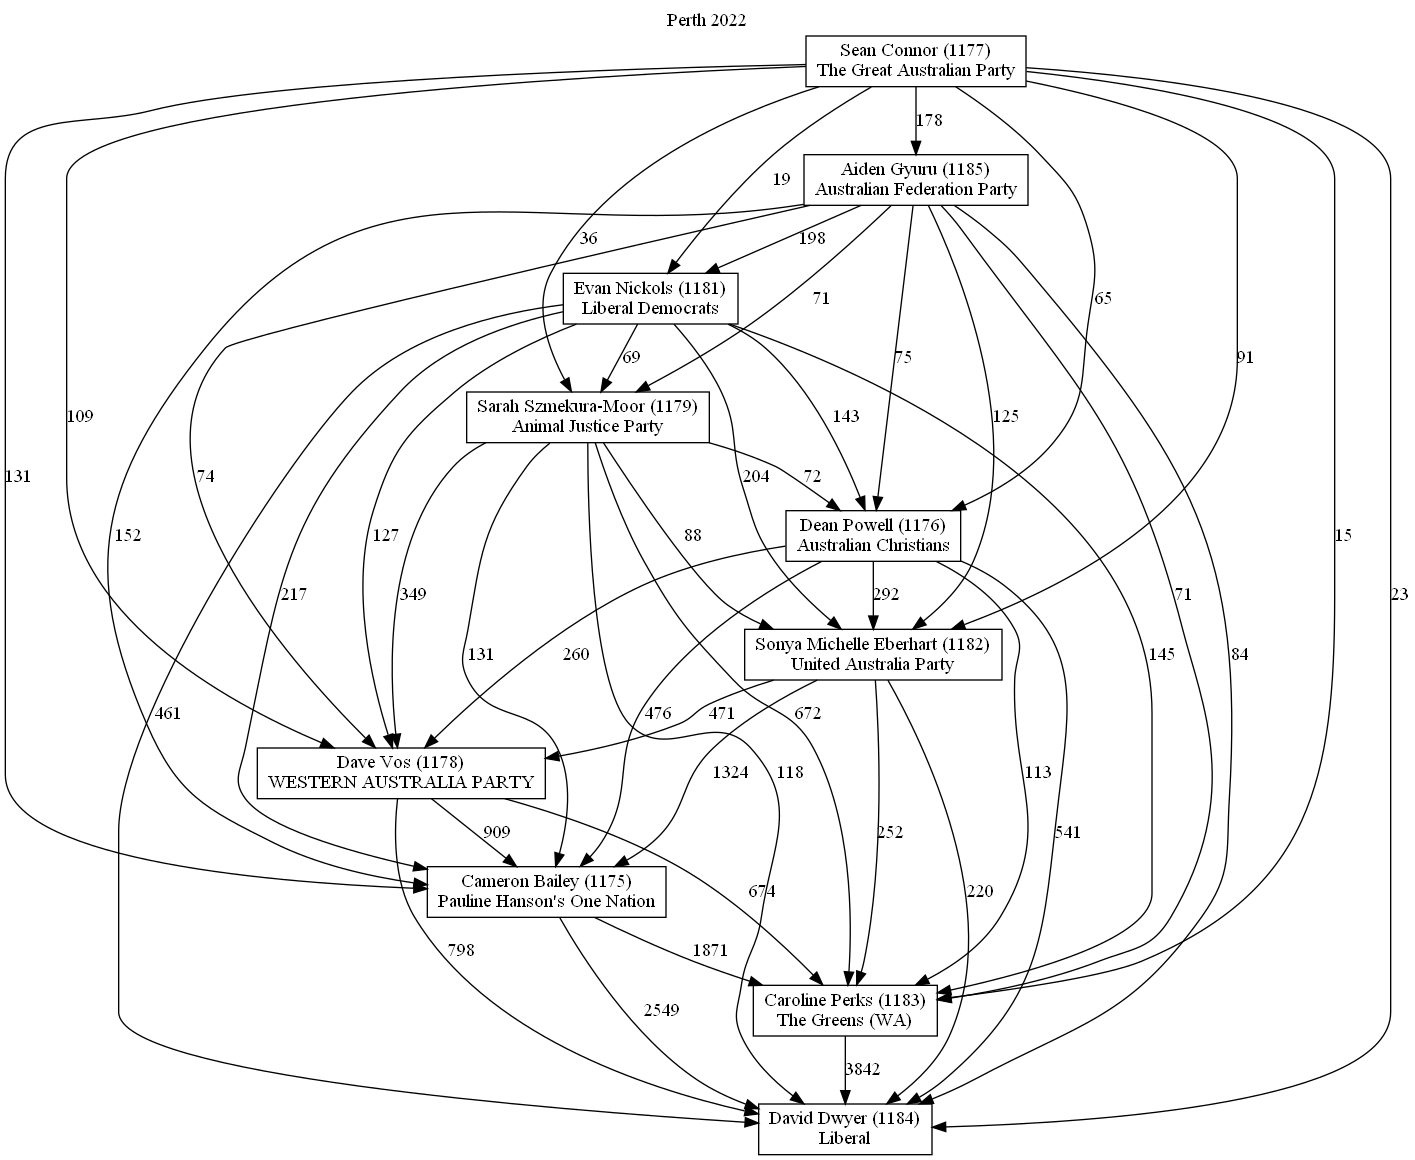 Perth 2022
Sean Connor (1177)
The Great Australian Party
178
Aiden Gyuru (1185)
Australian Federation Party
19
36
198
Evan Nickols (1181)
Liberal Democrats
71
65
69
75
91
Sarah Szmekura-Moor (1179)
Animal Justice Party
109
143
125
131
74
204
72
152
127
88
Dean Powell (1176)
Australian Christians
15
217
349
292
71
23
131
260
Sonya Michelle Eberhart (1182)
United Australia Party
145
84
461
476
471
672
Dave Vos (1178)
WESTERN AUSTRALIA PARTY
1324
118
113
909
252
541
Cameron Bailey (1175)
Pauline Hanson's One Nation
674
220
798
1871
Caroline Perks (1183)
The Greens (WA)
2549
3842
David Dwyer (1184)
Liberal